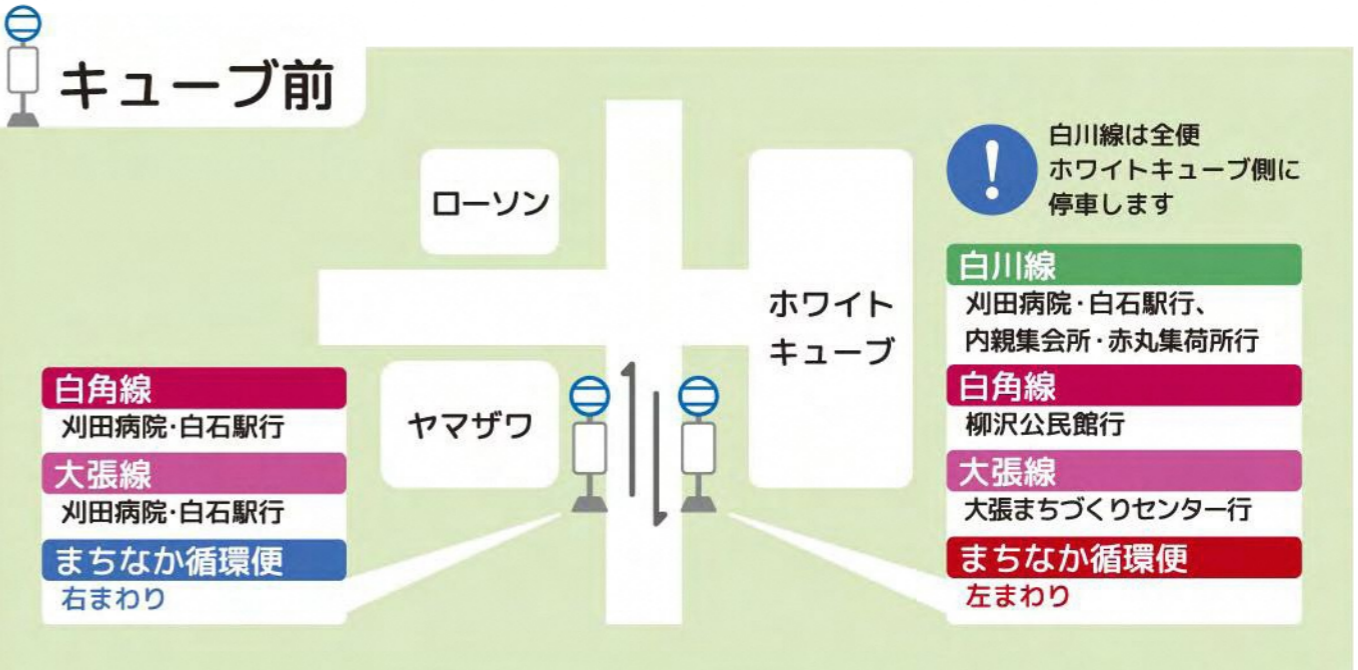 キューブ前
ローソン
ヤマザワ
ホワイト
キューブ
!
白川線は全便
ホワイトキューブ側に
停車します
白角線
刈田病院・白石駅行
大張線
刈田病院・白石駅行
まちなか循環便
右まわり
白川線
刈田病院・白石駅行、
内親集会所・赤丸集荷所行
白角線
柳沢公民館行
大張線
大張まちづくりセンター行
まちなか循環便
左まわり